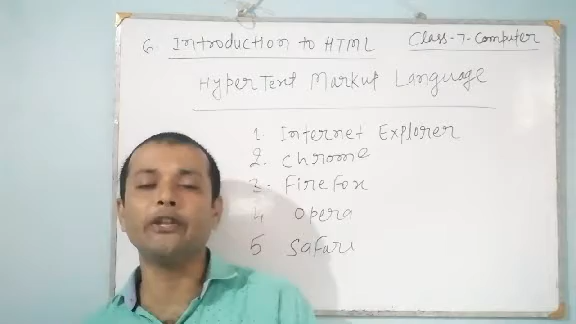 6 Introduction to HTML Class-7-Computer
HyperText Markup Language
1. Internet Explorer
2. Chrome
3. Firefox
4 Opera
5 Safari